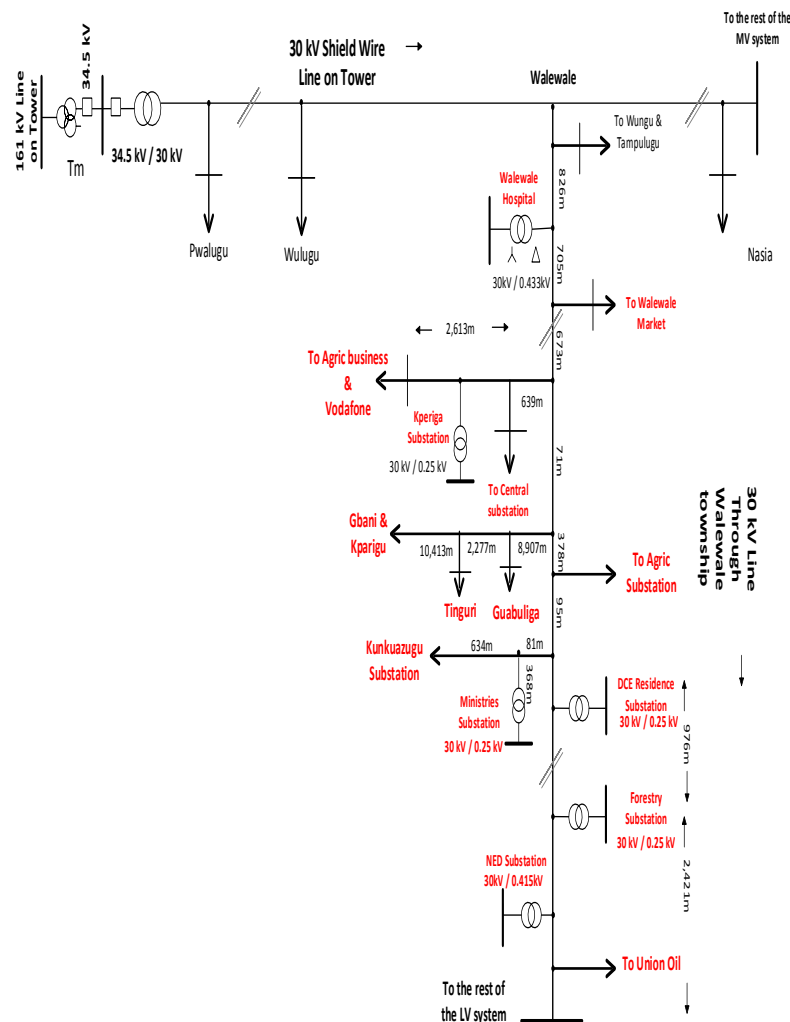 To the rest of the
MV system
30 kV Shield Wire →
Line on Tower
34.5 kV
161 kV Line
on Tower
Tm
34.5 kV / 30 kV
Walewale
To Wungu &
Tampulugu
826m
Walewale
Hospital
Pwalugu
Wulugu
Nasia
705m
30kV / 0.433kV
To Walewale
Market
673m
← 2,613m →
To Agric business
&
Vodafone
639m
Kperiga
Substation
30 kV / 0.25 kV
71m
To Central
substation
30 kV Line
Through
Walewale
township
Gbani &
Kparigu
10,413m
2,277m
8,907m
378m
To Agric
Substation
Tinguri
Guabuliga
95m
Kunkuazugu
Substation
634m
81m
368m
Ministries
Substation
30 kV / 0.25 kV
DCE Residence
Substation
30 kV / 0.25 kV
976m
Forestry
Substation
30 kV / 0.25 kV
2,421m
NED Substation
30kV / 0.415kV
To Union Oil
To the rest of
the LV system